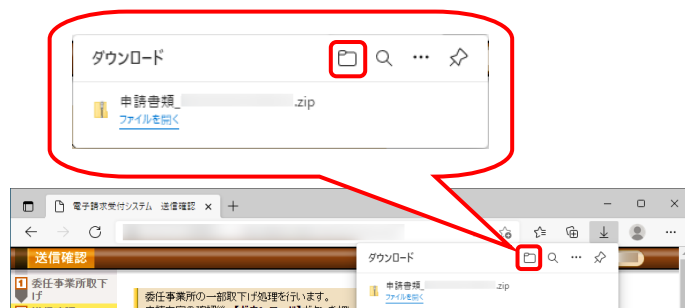 ダウンロード
申請書類_ .zip
ファイルを開く
電子請求受付システム 送信確認
送信確認
ダウンロード
1 委任事業所取下げ
申請書類_ .zip
ファイルを開く
委任事業所の一部取下げ処理を行います。